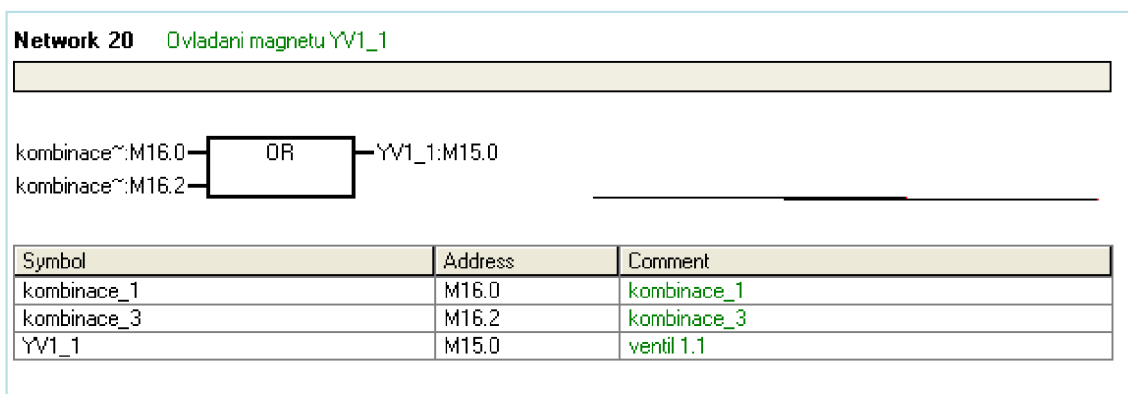 Network 20 Ovladani magnetu YV1_1
kombinace~:M16.0 OR YV1_1:M15.0
kombinace~:M16.2
Symbol Address Comment
kombinace_1 M16.0 kombinace_1
kombinace_3 M16.2 kombinace_3
YV1_1 M15.0 ventil 1.1